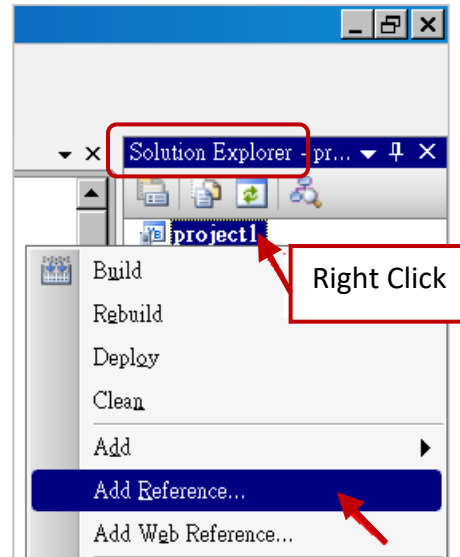 Solution Explorer - pr...
project1
Right Click
Build
Rebuild
Deploy
Clean
Add
Add Reference...
Add Web Reference...